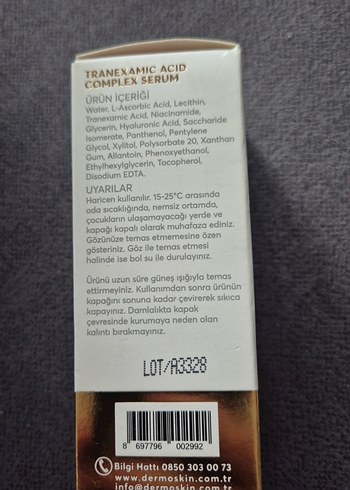 TRANEXAMIC ACID
COMPLEX SERUM
ÜRÜN İÇERİĞİ
Water, L-Ascorbic Acid, Lecithin,
Tranexamic Acid, Niacinamide,
Glycerin, Hyaluronic Acid, Saccharide
Isomerate, Panthenol, Pentylene
Glycol, Xylitol, Polysorbate 20, Xanthan
Gum, Allantoin, Phenoxyethanol,
Ethylhexylglycerin, Tocopherol,
Disodium EDTA.
UYARILAR
Haricen kullanılır. 15-25°C arasında
oda sıcaklığında, nemsiz ortamda,
çocukların ulaşamayacağı yerde ve
kapağı kapalı olarak muhafaza ediniz.
Gözünüze temas etmemesine özen
gösteriniz. Göz ile temas etmesi
halinde ise bol su ile durulayınız.
Ürünü uzun süre güneş ışığıyla temas
ettirmeyiniz. Kullanımdan sonra ürünün
kapağını sonuna kadar çevirerek sıkıca
kapayınız. Damlalıkta kapak
çevresinde kurumaya neden olan
kalıntı bırakmayınız.
LOT/A3328
8 697796 002992
Bilgi Hattı 0850 303 00 73
www.dermoskin.com
info@dermoskin.com